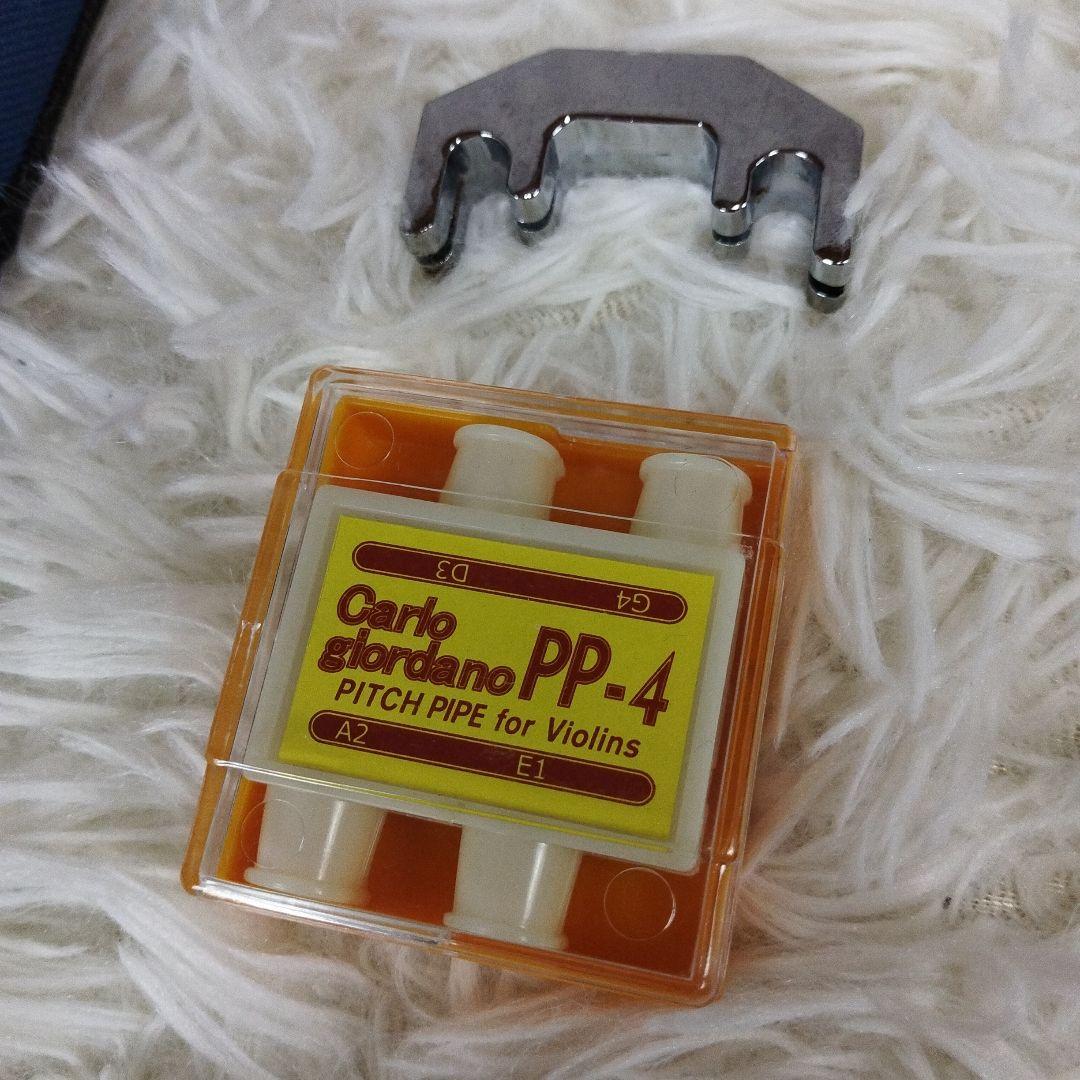 D3 G4
Carlo
giordano PP-4
PITCH PIPE for Violins
A2 E1